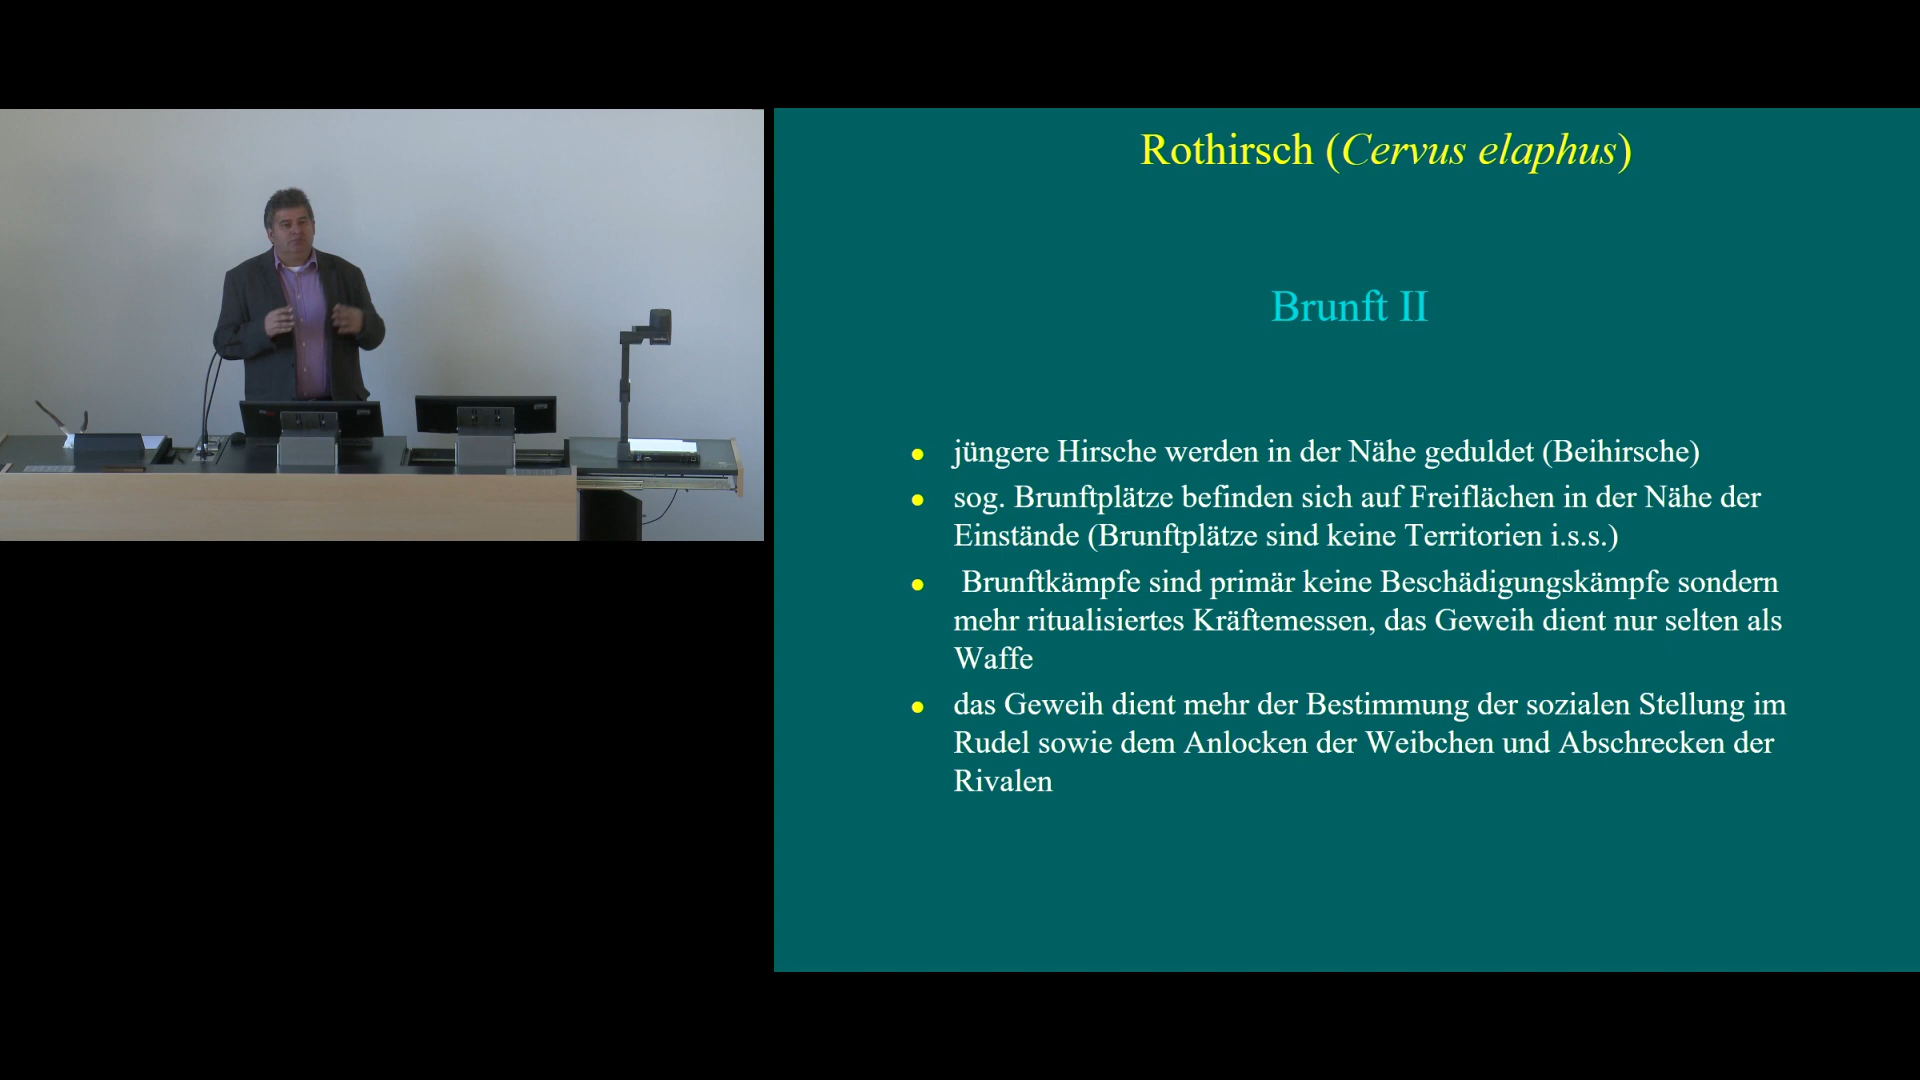 Rothirsch (Cervus elaphus)
Brunft II
jüngere Hirsche werden in der Nähe geduldet (Beihirsche)
sog. Brunftplätze befinden sich auf Freiflächen in der Nähe der
Einstände (Brunftplätze sind keine Territorien i.s.s.)
Brunftkämpfe sind primär keine Beschädigungskämpfe sondern
mehr ritualisiertes Kräftemessen, das Geweih dient nur selten als
Waffe
das Geweih dient mehr der Bestimmung der sozialen Stellung im
Rudel sowie dem Anlocken der Weibchen und Abschrecken der
Rivalen